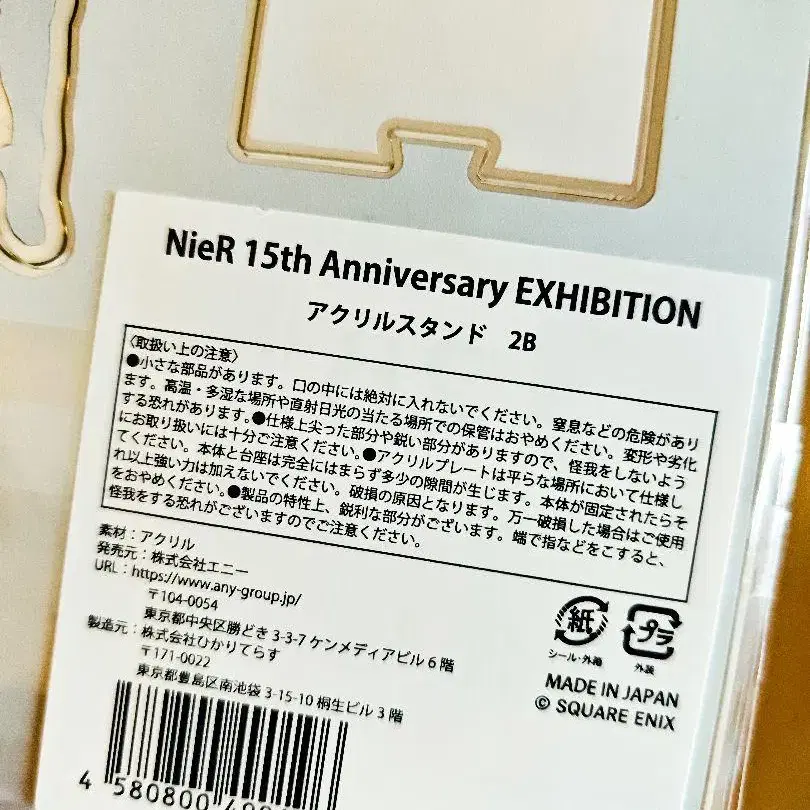 NieR 15th Anniversary EXHIBITION
アクリルスタンド 2B
〈取扱い上の注意〉
●小さな部品があります。口の中には絶対に入れないでください。窒息などの危険があり
ます。高温・多湿な場所や直射日光の当たる場所での保管はおやめください。変形や劣化
する恐れがあります。●仕様上尖った部分や鋭い部分がありますので、怪我をしないよう
にお取り扱いには十分ご注意ください。●アクリルプレートは平らな場所において仕様し
てください。本体と台座は完全にはまらず多少の隙間が生じます。本体が固定されたらそ
れ以上強い力は加えないでください。破損の原因となります。万一破損した場合はご使用
をおやめください。●製品の特性上、鋭利な部分がございます。端で指などをこすると、
怪我をする恐れがございますのでご注意ください。
素材：アクリル
発売元：株式会社エニー
URL：https://www.any-group.jp/
〒104-0054
東京都中央区勝どき 3-3-7 ケンメディアビル 6 階
製造元：株式会社ひかりてらす
〒171-0022
東京都豊島区南池袋 3-15-10 桐生ビル 3 階
紙
シール・外箱
プラ
外装
MADE IN JAPAN
© SQUARE ENIX
4 580800